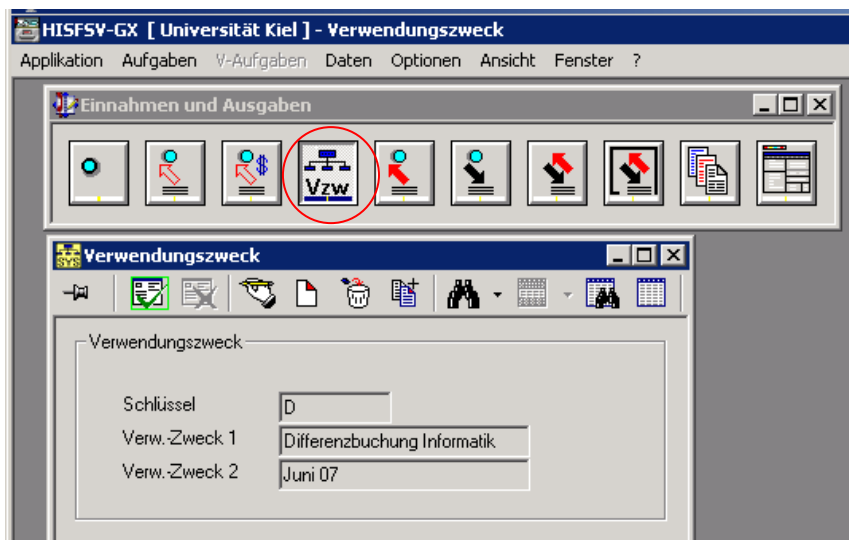 HISFSV-GX [ Universität Kiel ] - Verwendungszweck
Applikation Aufgaben V-Aufgaben Daten Optionen Ansicht Fenster ?
Einnahmen und Ausgaben
$
Vzw
SYS
Verwendungszweck
Verwendungszweck
Schlüssel D
Verw.-Zweck 1 Differenzbuchung Informatik
Verw.-Zweck 2 Juni 07